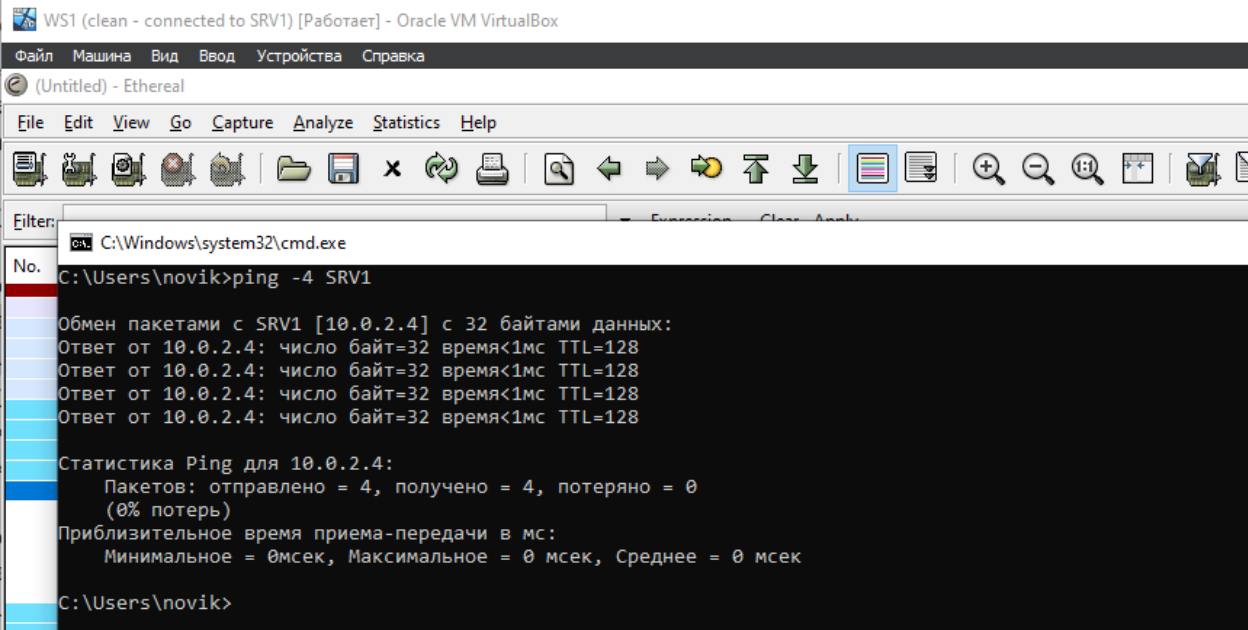 WS1 (clean - connected to SRV1) [Работает] - Oracle VM VirtualBox
Файл Машина Вид Ввод Устройства Справка
(Untitled) - Ethereal
File Edit View Go Capture Analyze Statistics Help
Filter: Expression... Clear Apply
C:\Windows\system32\cmd.exe
No.
C:\Users\novik>ping -4 SRV1
Обмен пакетами с SRV1 [10.0.2.4] с 32 байтами данных:
Ответ от 10.0.2.4: число байт=32 время<1мс TTL=128
Ответ от 10.0.2.4: число байт=32 время<1мс TTL=128
Ответ от 10.0.2.4: число байт=32 время<1мс TTL=128
Ответ от 10.0.2.4: число байт=32 время<1мс TTL=128
Статистика Ping для 10.0.2.4:
Пакетов: отправлено = 4, получено = 4, потеряно = 0
(0% потерь)
Приблизительное время приема-передачи в мс:
Минимальное = 0мсек, Максимальное = 0 мсек, Среднее = 0 мсек
C:\Users\novik>